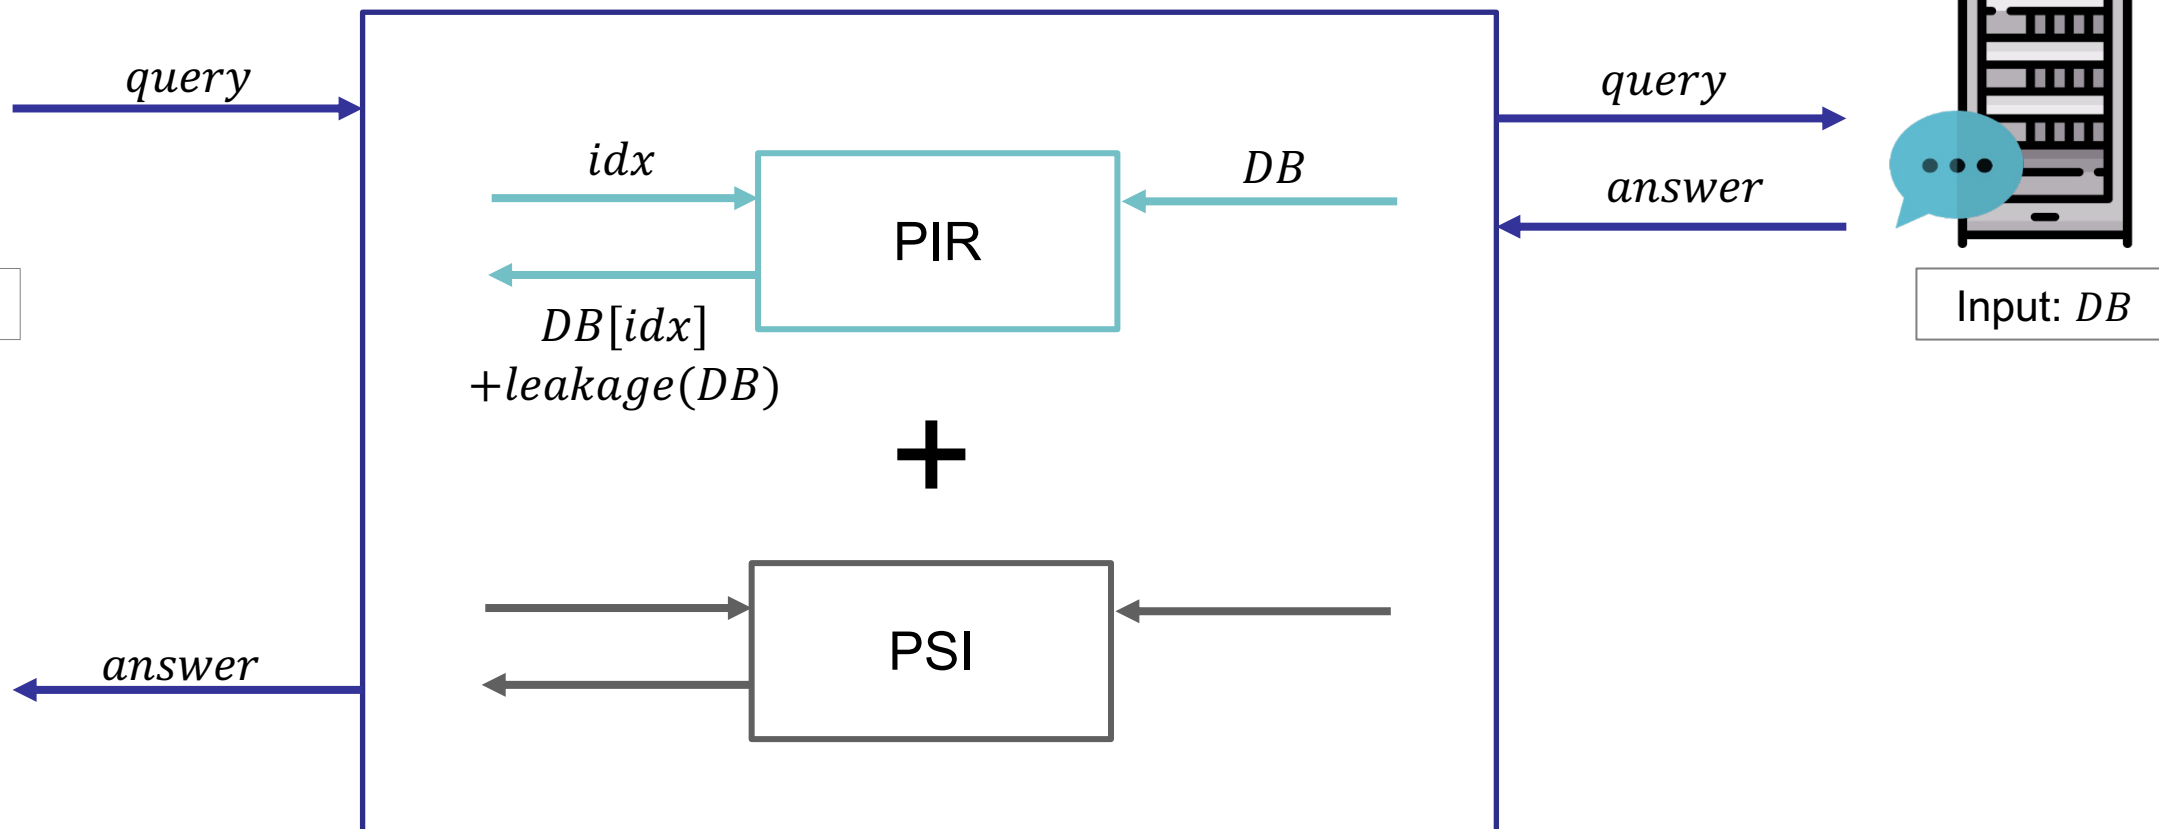 query
query
idx
DB
answer
PIR
DB[idx]
+leakage(DB)
Input: DB
+
PSI
answer